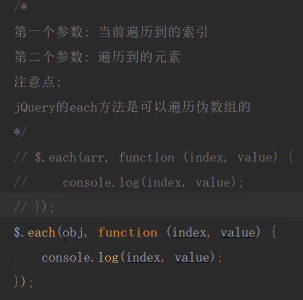 /*
第一个参数: 当前遍历到的索引
第二个参数: 遍历到的元素
注意点:
jQuery的each方法是可以遍历伪数组的
*/
// $.each(arr, function (index, value) {
//     console.log(index, value);
// });
$.each(obj, function (index, value) {
    console.log(index, value);
});